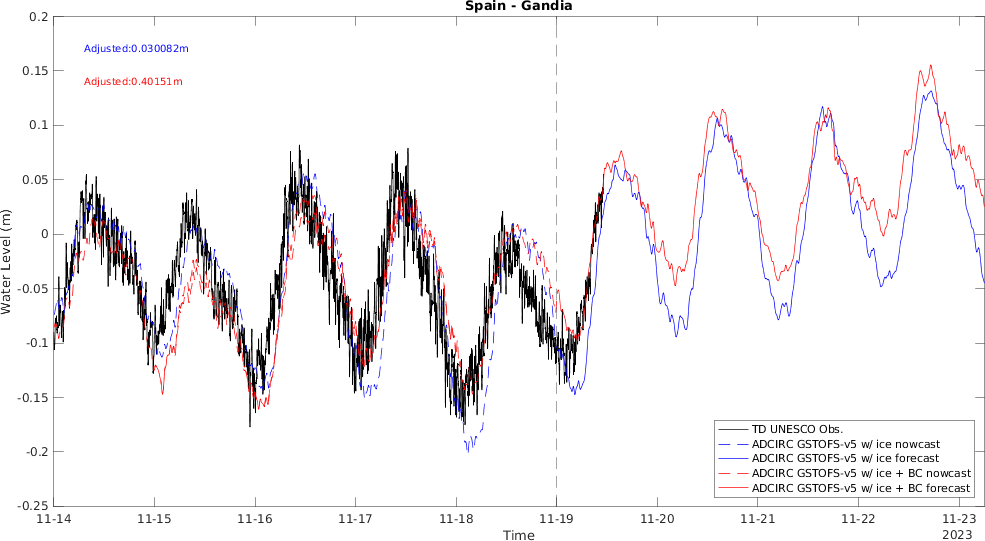 Spain - Gandia
0.2
0.15
0.1
0.05
0
-0.05
-0.1
-0.15
-0.2
-0.25
Water Level (m)
Adjusted:0.030082m
Adjusted:0.40151m
TD UNESCO Obs.
ADCIRC GSTOFS-v5 w/ ice nowcast
ADCIRC GSTOFS-v5 w/ ice forecast
ADCIRC GSTOFS-v5 w/ ice + BC nowcast
ADCIRC GSTOFS-v5 w/ ice + BC forecast
11-14 11-15 11-16 11-17 11-18 11-19 11-20 11-21 11-22 11-23
Time
2023